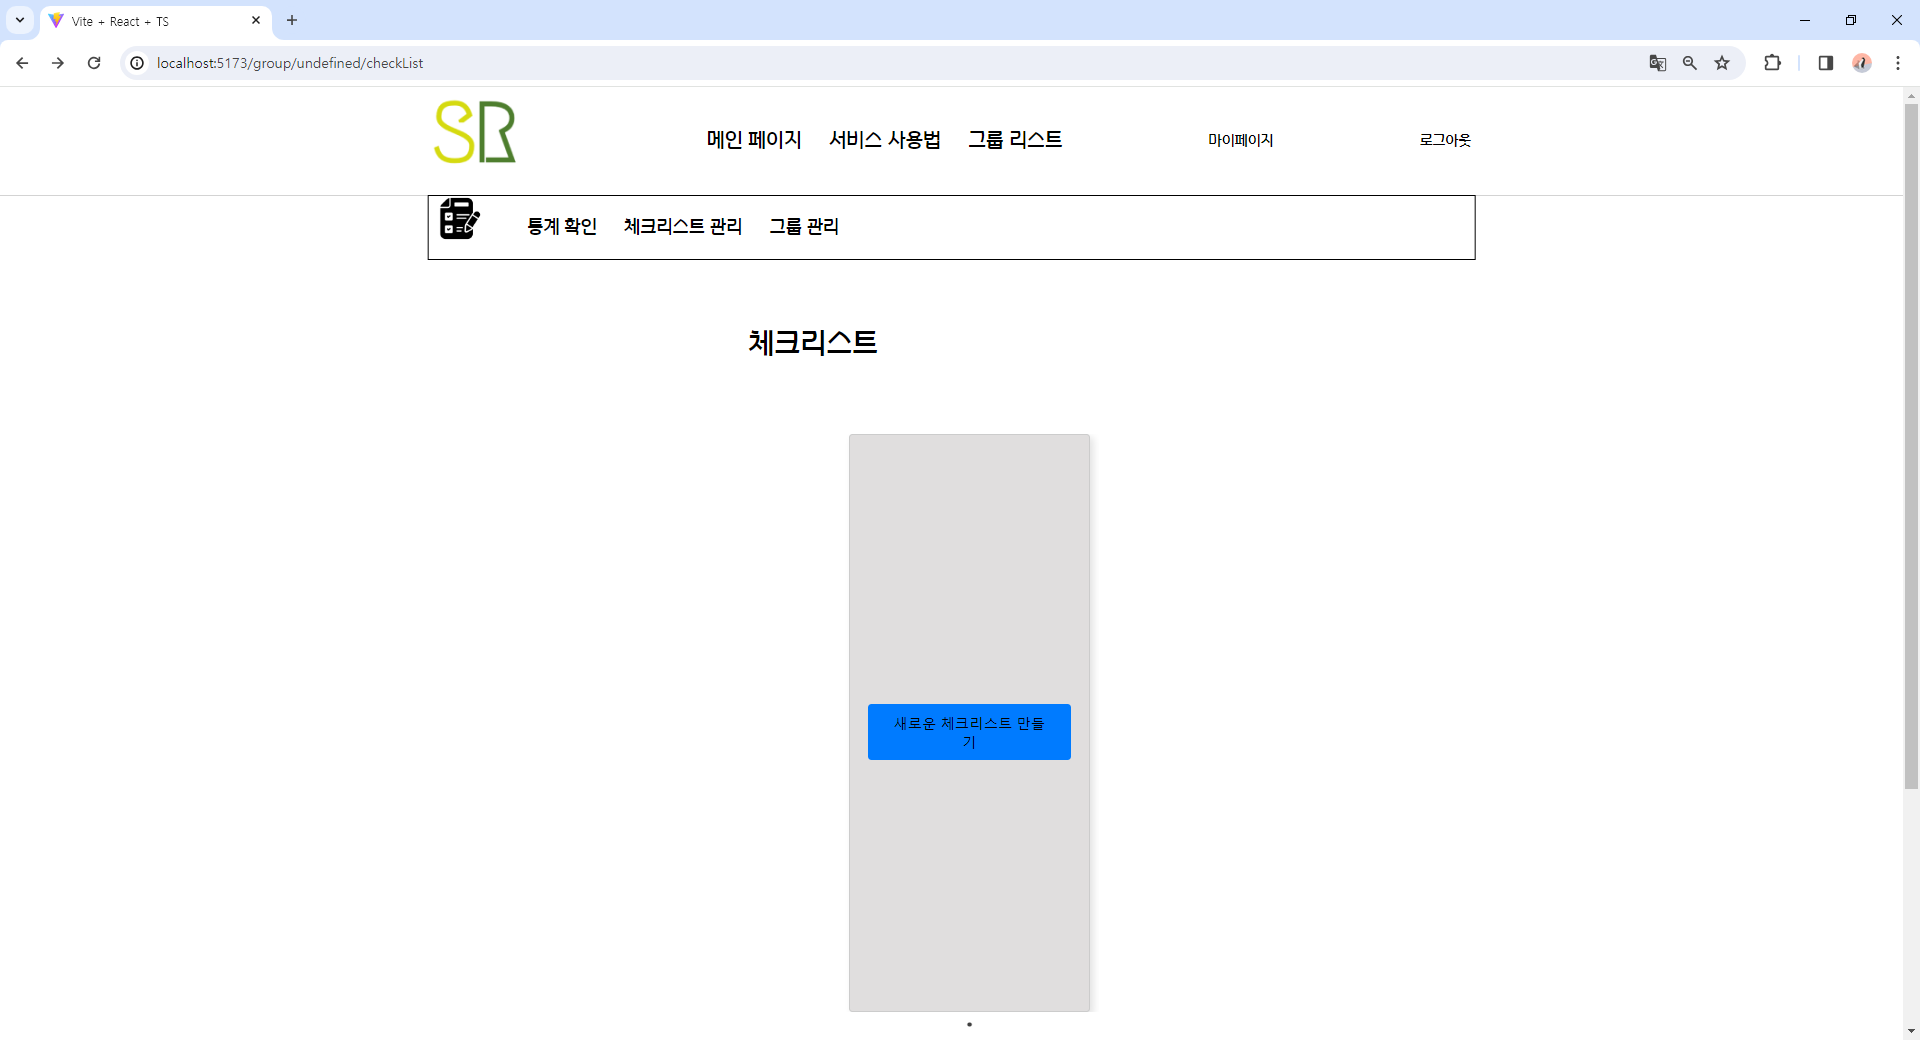 Vite + React + TS
localhost:5173/group/undefined/checkList
SR
메인 페이지 서비스 사용법 그룹 리스트 마이페이지 로그아웃
통계 확인 체크리스트 관리 그룹 관리
체크리스트
새로운 체크리스트 만들
기